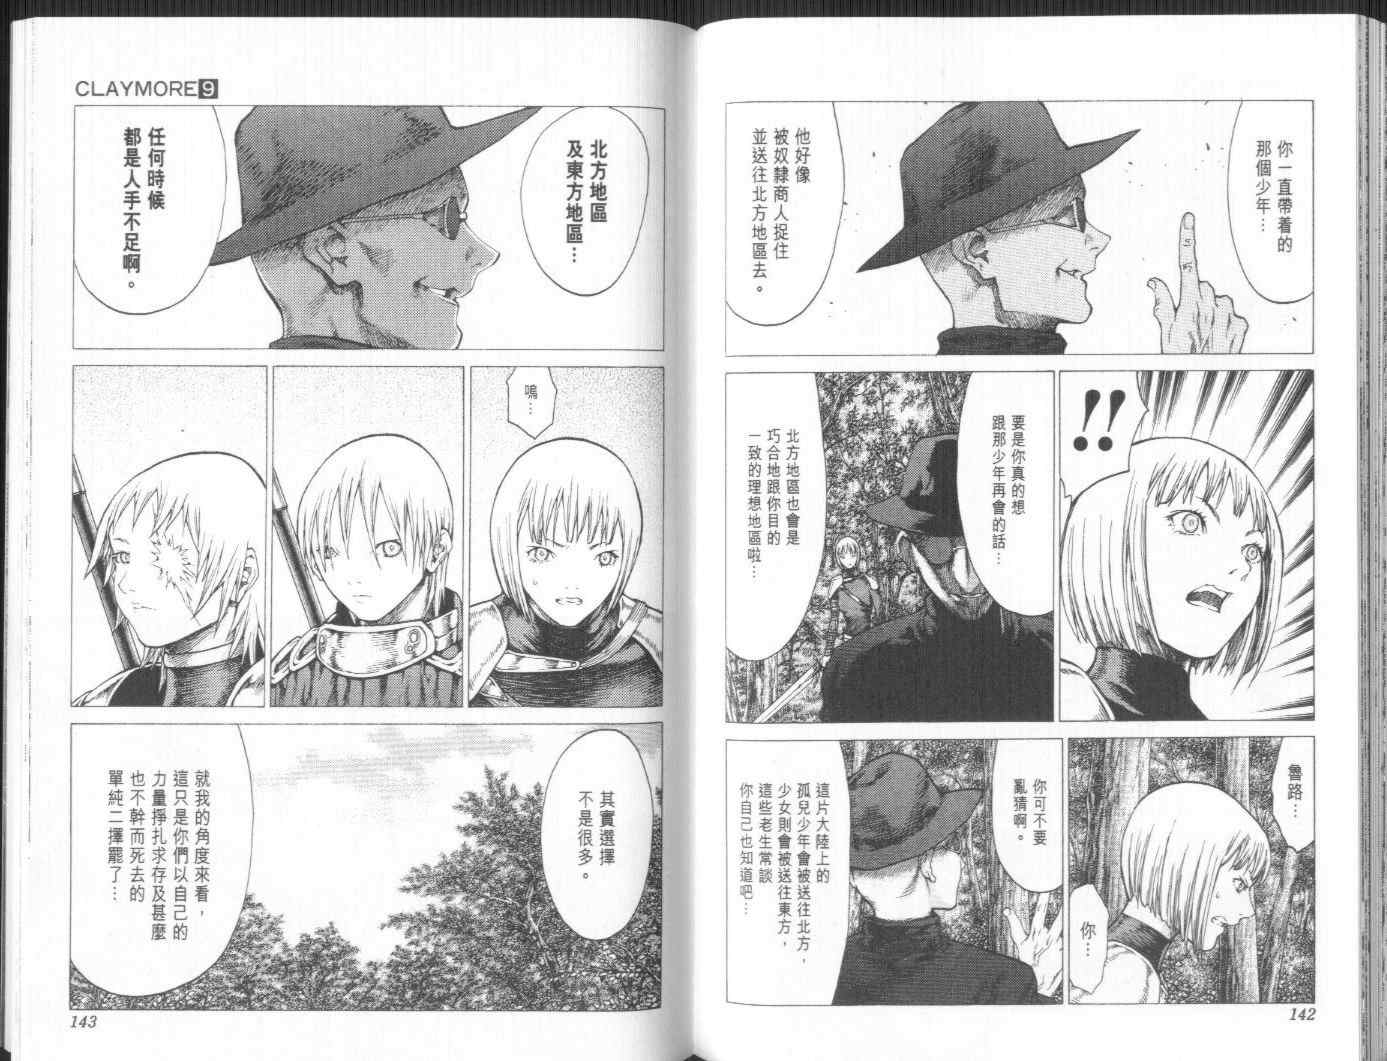 你一直帶着的
那個少年…
他好像
被奴隸商人捉住
並送往北方地區去。
!!
要是你真的想
跟那少年再會的話…
北方地區也會是
巧合地跟你目的
一致的理想地區啦…
魯路…
你…
你可不要
亂猜啊。
這片大陸上的
孤兒少年會被送往北方，
少女則會被送往東方，
這些老生常談
你自己也知道吧…
142
CLAYMORE 9
北方地區
及東方地區…
任何時候
都是人手不足啊。
嗚…
其實選擇
不是很多。
就我的角度來看，
這只是你們以自己的
力量掙扎求存及甚麼
也不幹而死去的
單純二擇罷了…
143